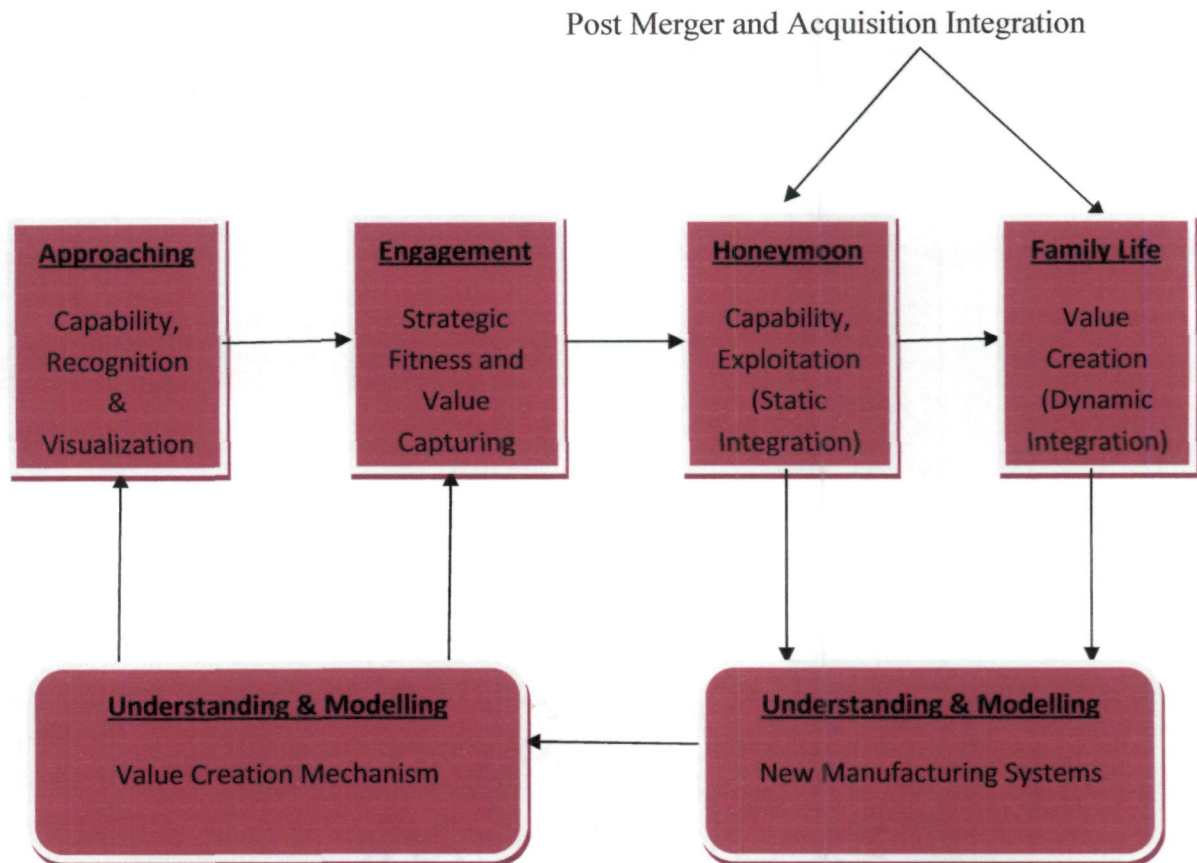 Post Merger and Acquisition Integration
Approaching
Capability,
Recognition
&
Visualization
Engagement
Strategic
Fitness and
Value
Capturing
Honeymoon
Capability,
Exploitation
(Static
Integration)
Family Life
Value
Creation
(Dynamic
Integration)
Understanding & Modelling
Value Creation Mechanism
Understanding & Modelling
New Manufacturing Systems